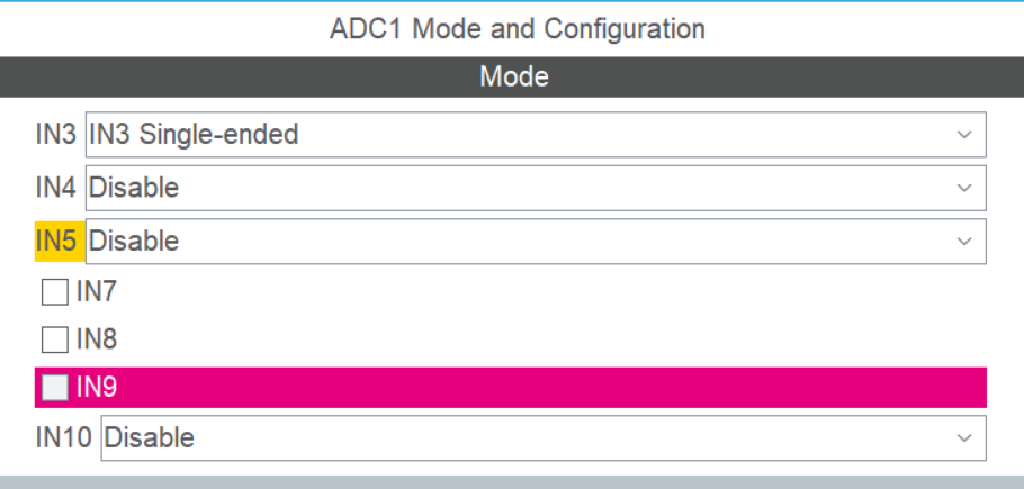 ADC1 Mode and Configuration
Mode
IN3 IN3 Single-ended
IN4 Disable
IN5 Disable
IN7
IN8
IN9
IN10 Disable